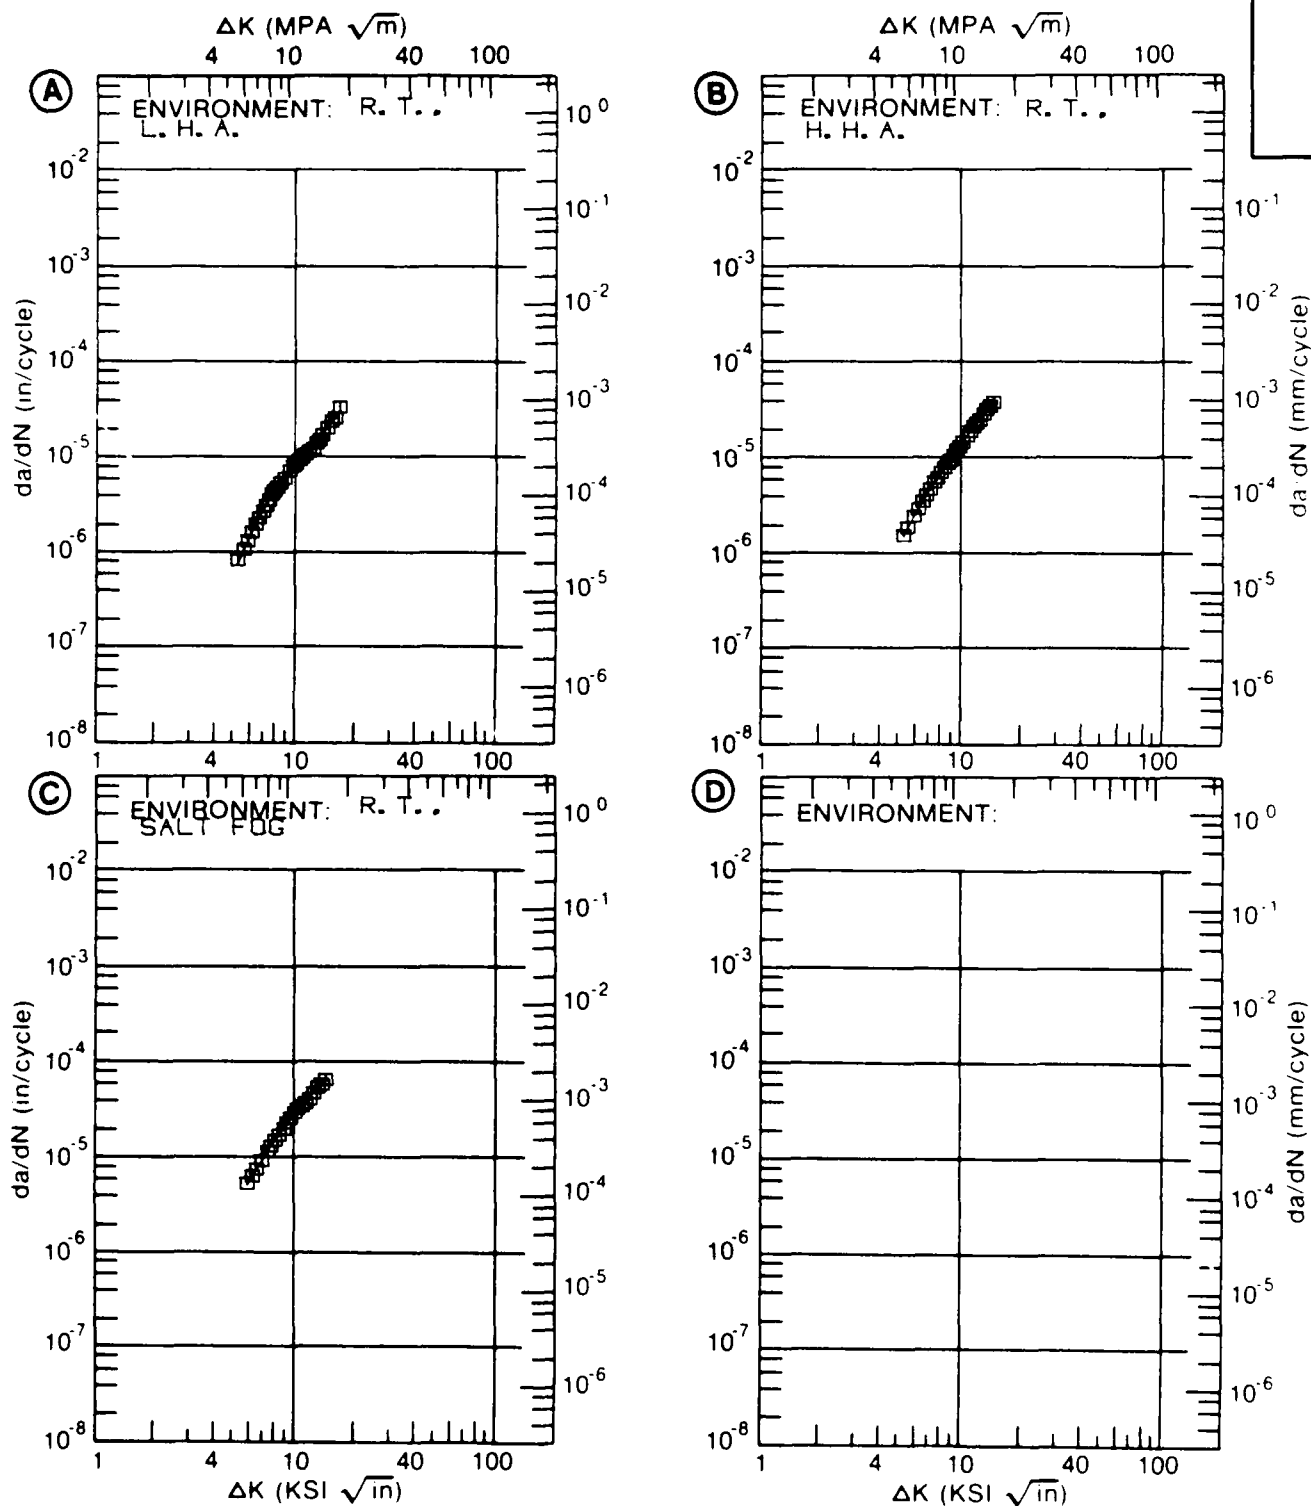 ΔK (MPA √m)
4 10 40 100
ΔK (MPA √m)
4 10 40 100
A
ENVIRONMENT: R. T..
L. H. A.
da/dN (in/cycle)
10-2
10-3
10-4
10-5
10-6
10-7
10-8
10 0
10-1
10-2
10-3
10-4
10-5
10-6
1 4 10 40 100
B
ENVIRONMENT: R. T..
H. H. A.
10-2
10-3
10-4
10-5
10-6
10-7
10-8
10-1
10-2
10-3
10-4
10-5
10-6
da dN (mm/cycle)
1 4 10 40 100
C
ENVIRONMENT: R. T..
SALT FOG
da/dN (in/cycle)
10-2
10-3
10-4
10-5
10-6
10-7
10-8
10 0
10-1
10-2
10-3
10-4
10-5
10-6
1 4 10 40 100
ΔK (KSI √in)
D
ENVIRONMENT:
10-2
10-3
10-4
10-5
10-6
10-7
10-8
10 0
10-1
10-2
10-3
10-4
10-5
10-6
da/dN (mm/cycle)
1 4 10 40 100
ΔK (KSI √in)